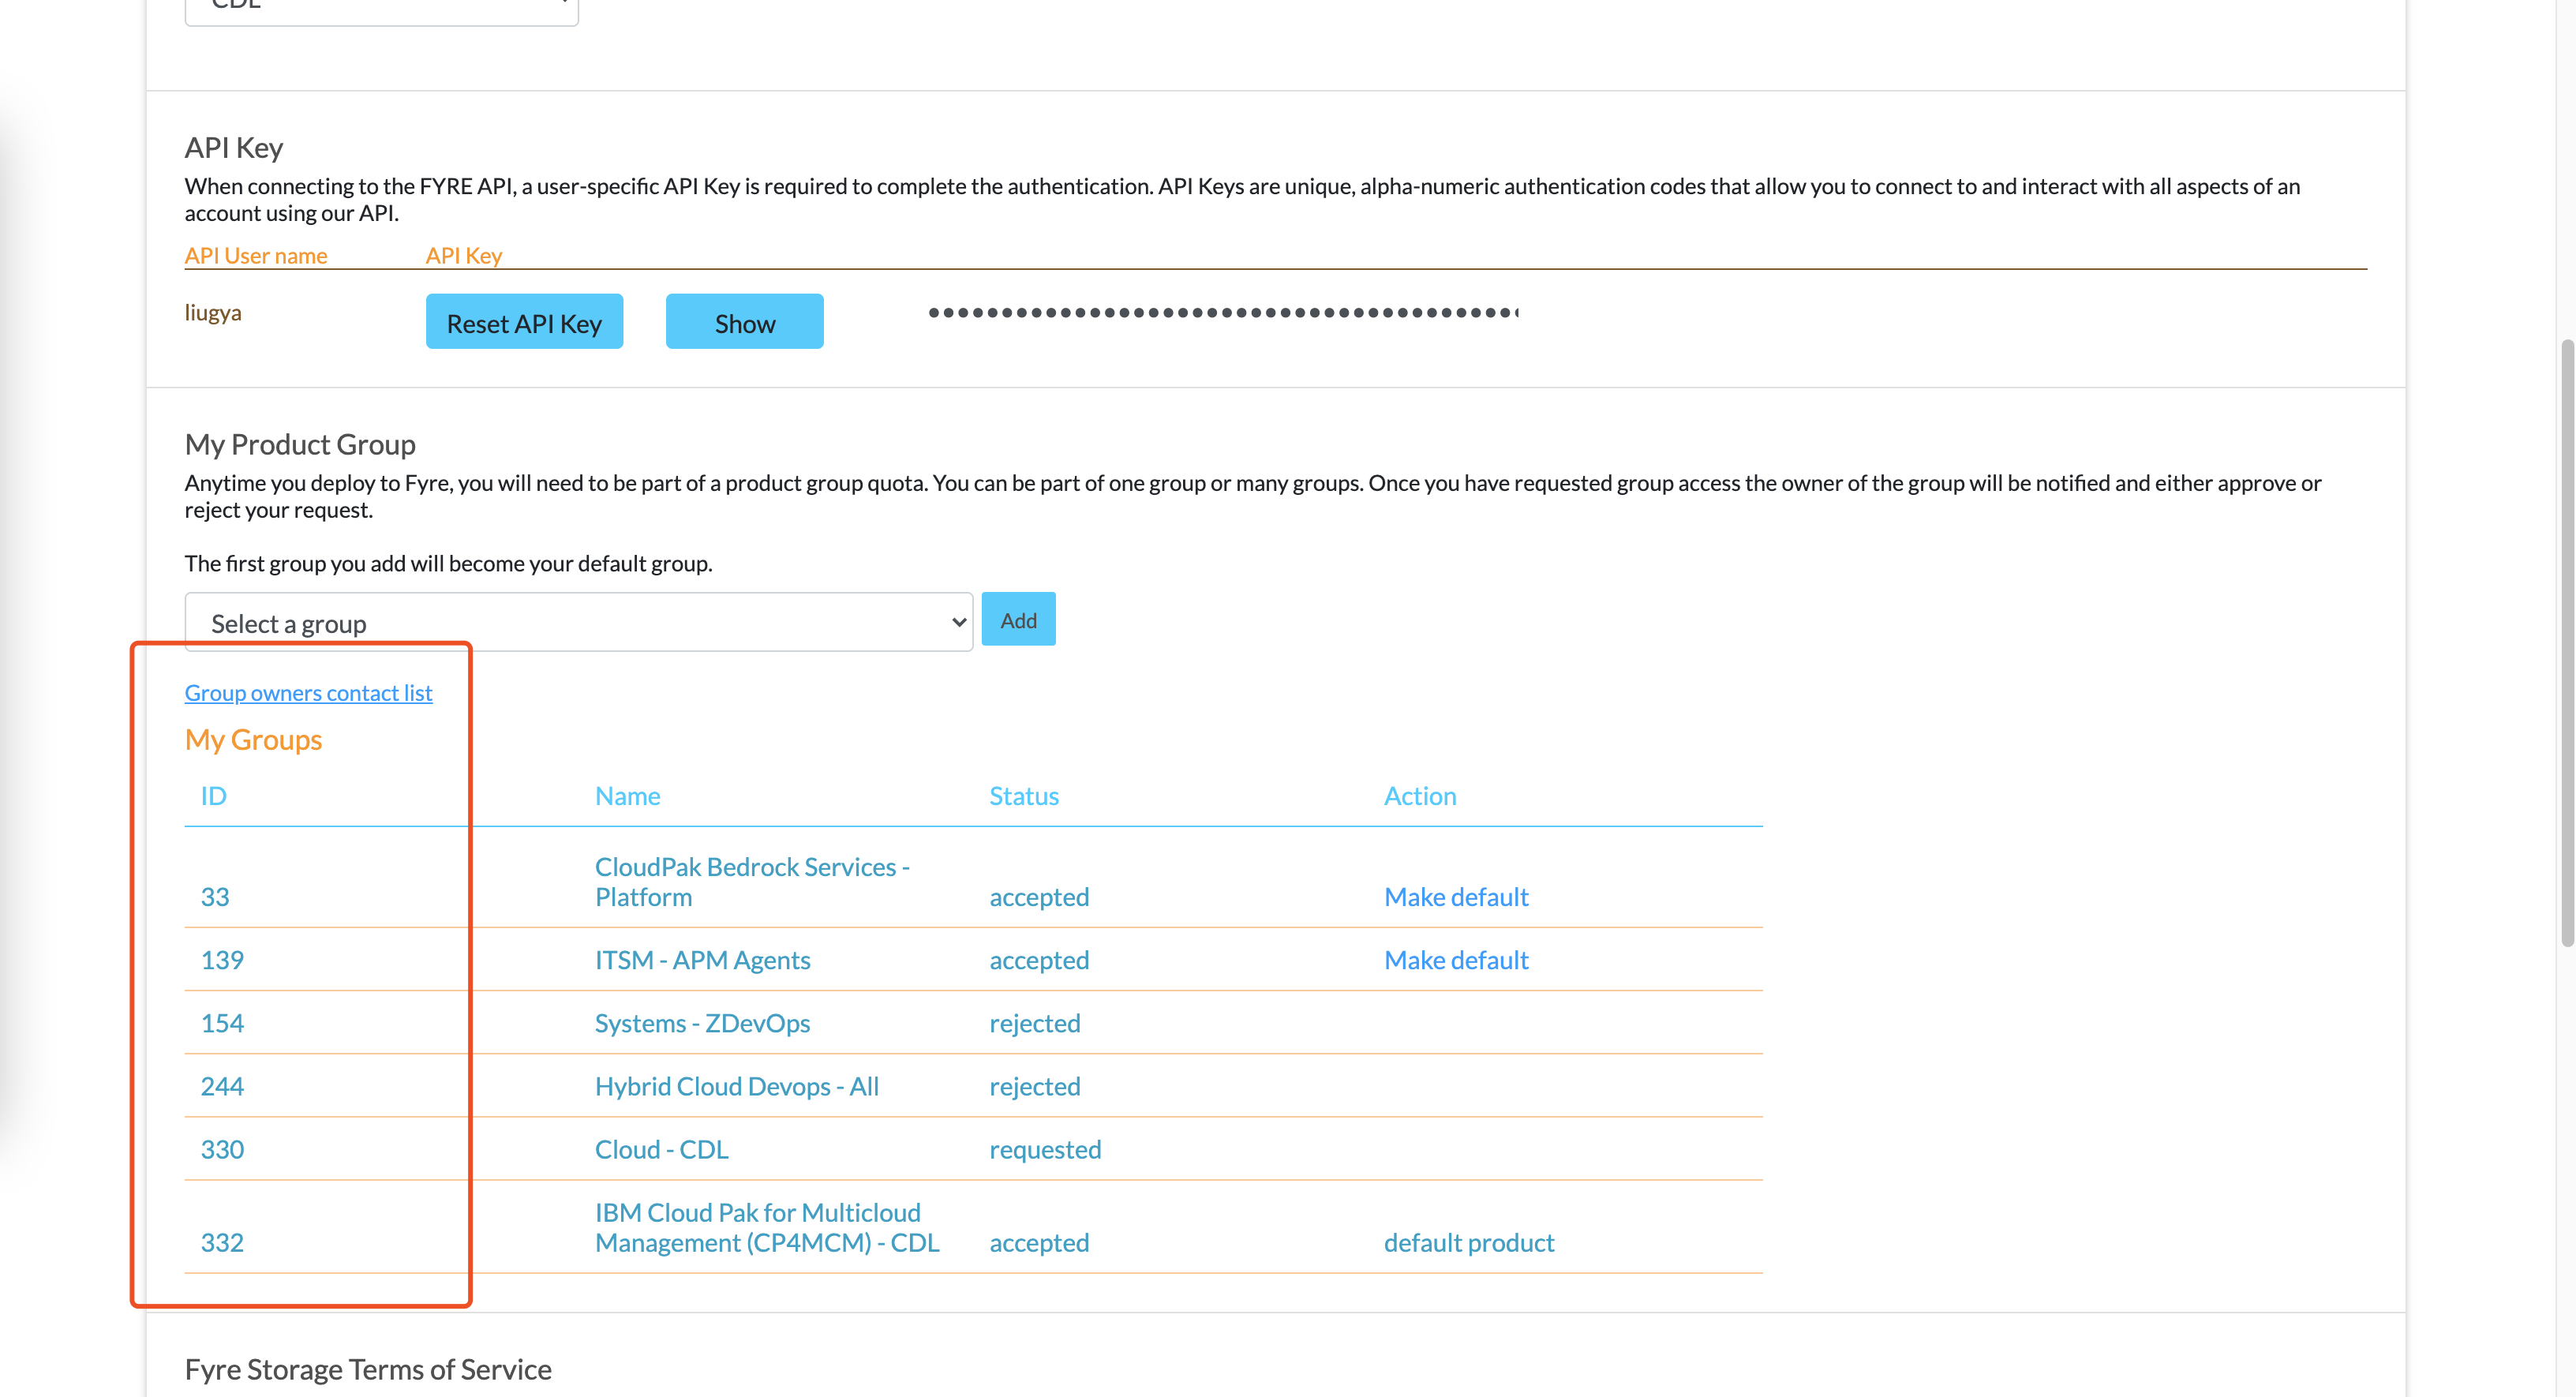 CDL
API Key
When connecting to the FYRE API, a user-specific API Key is required to complete the authentication. API Keys are unique, alpha-numeric authentication codes that allow you to connect to and interact with all aspects of an
account using our API.
API User name API Key
liugya Reset API Key Show
My Product Group
Anytime you deploy to Fyre, you will need to be part of a product group quota. You can be part of one group or many groups. Once you have requested group access the owner of the group will be notified and either approve or
reject your request.
The first group you add will become your default group.
Select a group Add
Group owners contact list
My Groups
ID Name Status Action
CloudPak Bedrock Services -
33 Platform accepted Make default
139 ITSM - APM Agents accepted Make default
154 Systems - ZDevOps rejected
244 Hybrid Cloud Devops - All rejected
330 Cloud - CDL requested
IBM Cloud Pak for Multicloud
332 Management (CP4MCM) - CDL accepted default product
Fyre Storage Terms of Service